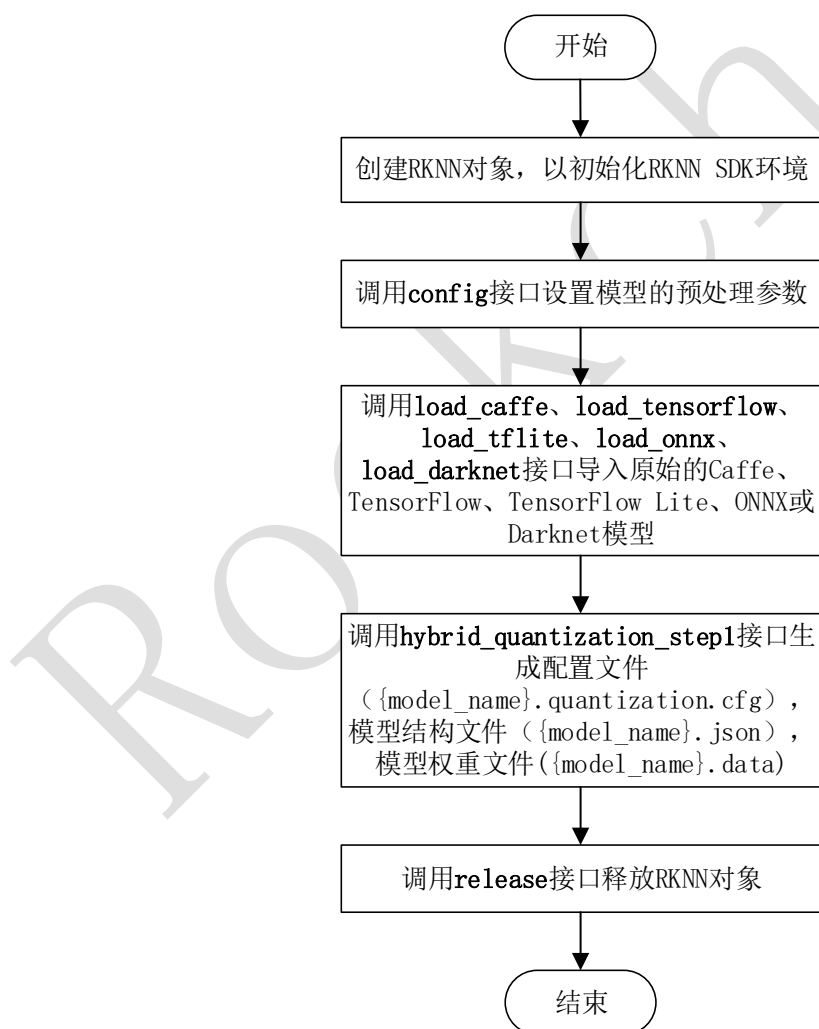 开始
创建RKNN对象，以初始化RKNN SDK环境
调用config接口设置模型的预处理参数
调用load_caffe、load_tensorflow、
load_tflite、load_onnx、
load_darknet接口导入原始的Caffe、
TensorFlow、TensorFlow Lite、ONNX或
Darknet模型
调用hybrid_quantization_step1接口生
成配置文件
（{model_name}.quantization.cfg），
模型结构文件（{model_name}.json），
模型权重文件({model_name}.data)
调用release接口释放RKNN对象
结束